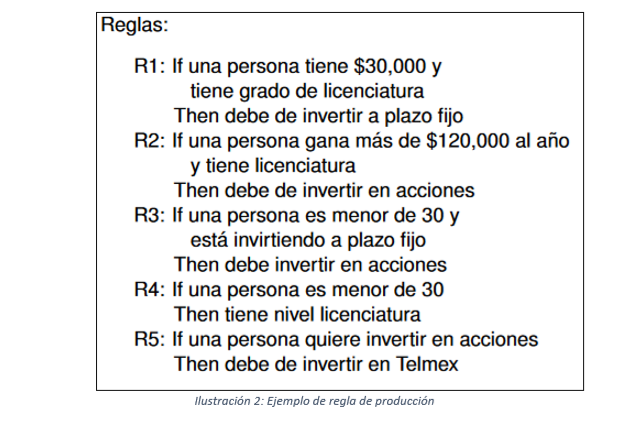 Reglas:
R1: If una persona tiene $30,000 y
tiene grado de licenciatura
Then debe de invertir a plazo fijo
R2: If una persona gana más de $120,000 al año
y tiene licenciatura
Then debe de invertir en acciones
R3: If una persona es menor de 30 y
está invirtiendo a plazo fijo
Then debe invertir en acciones
R4: If una persona es menor de 30
Then tiene nivel licenciatura
R5: If una persona quiere invertir en acciones
Then debe de invertir en Telmex
Ilustración 2: Ejemplo de regla de producción